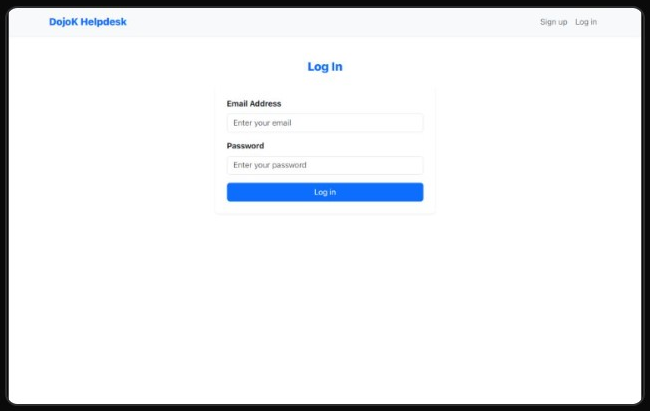 DojoK Helpdesk
Sign up Log in
Log In
Email Address
Enter your email
Password
Enter your password
Log in